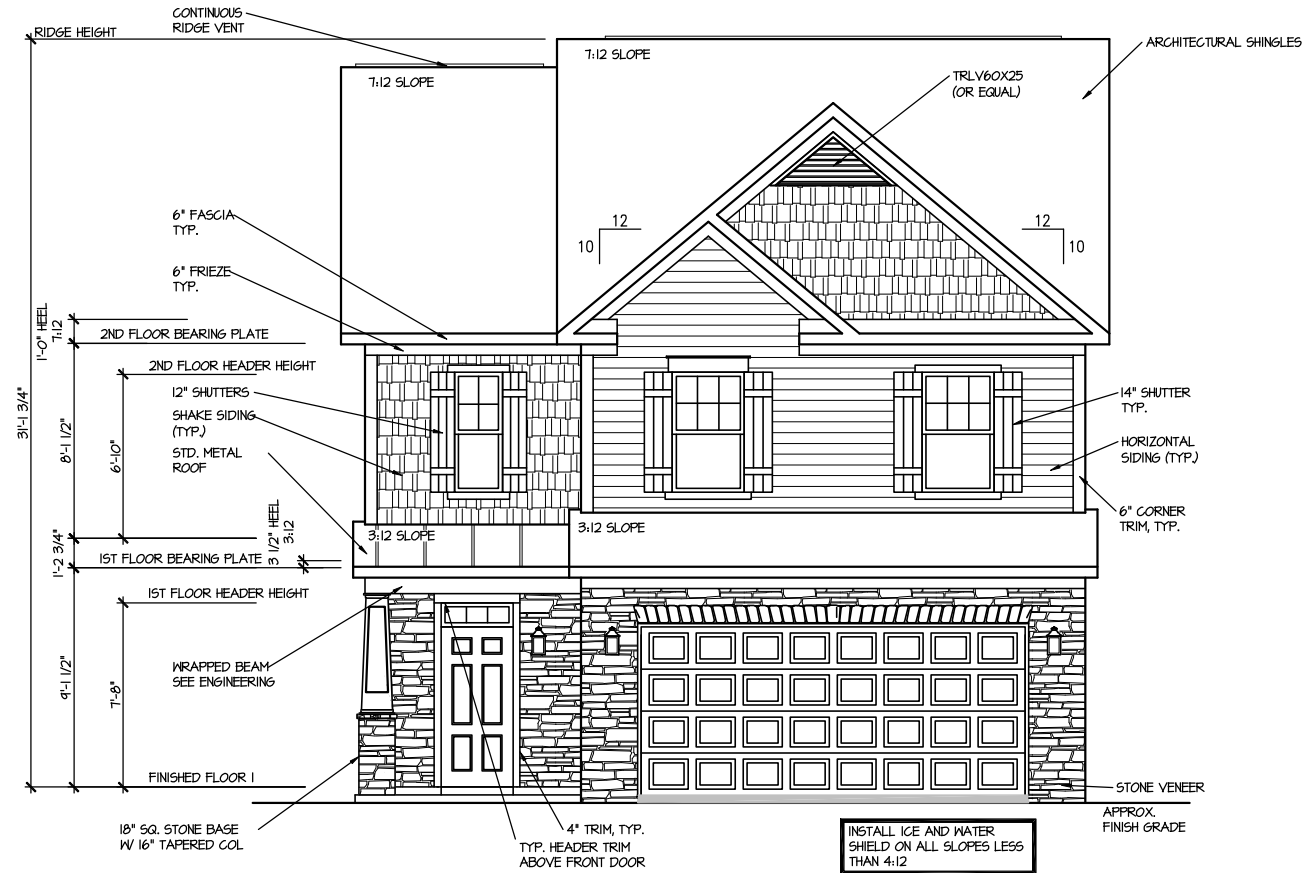 CONTINUOUS
RIDGE VENT
RIDGE HEIGHT
ARCHITECTURAL SHINGLES
7:12 SLOPE
7:12 SLOPE
TRLV60X25
(OR EQUAL)
6" FASCIA
TYP.
12
10
12
10
6" FRIEZE
TYP.
1'-0" HEEL
7:12
2ND FLOOR BEARING PLATE
2ND FLOOR HEADER HEIGHT
12" SHUTTERS
14" SHUTTER
TYP.
SHAKE SIDING
(TYP.)
31'-1 3/4"
8'-1 1/2"
6'-10"
HORIZONTAL
SIDING (TYP.)
STD. METAL
ROOF
6" CORNER
TRIM, TYP.
3:12 SLOPE
3:12 SLOPE
3 1/2" HEEL
3:12
1'-2 3/4"
1ST FLOOR BEARING PLATE
1ST FLOOR HEADER HEIGHT
9'-1 1/2"
7'-8"
WRAPPED BEAM
SEE ENGINEERING
FINISHED FLOOR 1
STONE VENEER
APPROX.
FINISH GRADE
18" SQ. STONE BASE
W/ 16" TAPERED COL
4" TRIM, TYP.
TYP. HEADER TRIM
ABOVE FRONT DOOR
INSTALL ICE AND WATER
SHIELD ON ALL SLOPES LESS
THAN 4:12